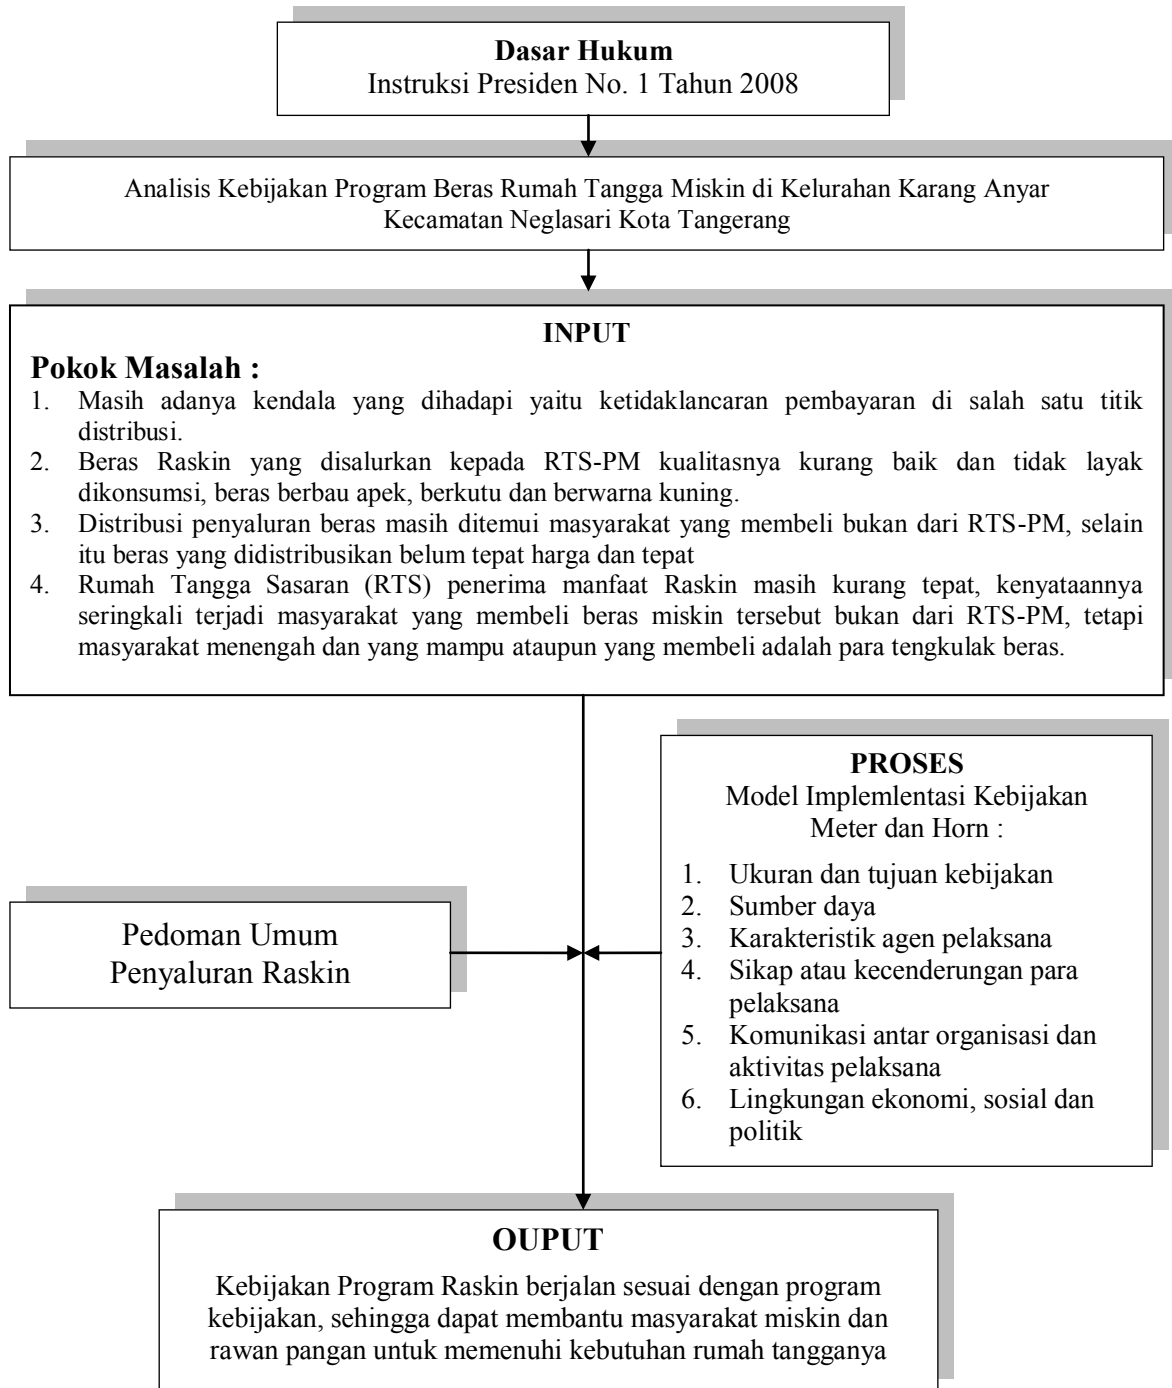 Dasar Hukum
Instruksi Presiden No. 1 Tahun 2008
Analisis Kebijakan Program Beras Rumah Tangga Miskin di Kelurahan Karang Anyar
Kecamatan Neglasari Kota Tangerang
INPUT
Pokok Masalah :
1. Masih adanya kendala yang dihadapi yaitu ketidaklancaran pembayaran di salah satu titik
distribusi.
2. Beras Raskin yang disalurkan kepada RTS-PM kualitasnya kurang baik dan tidak layak
dikonsumsi, beras berbau apek, berkutu dan berwarna kuning.
3. Distribusi penyaluran beras masih ditemui masyarakat yang membeli bukan dari RTS-PM, selain
itu beras yang didistribusikan belum tepat harga dan tepat
4. Rumah Tangga Sasaran (RTS) penerima manfaat Raskin masih kurang tepat, kenyataannya
seringkali terjadi masyarakat yang membeli beras miskin tersebut bukan dari RTS-PM, tetapi
masyarakat menengah dan yang mampu ataupun yang membeli adalah para tengkulak beras.
PROSES
Model Implemlentasi Kebijakan
Meter dan Horn :
1. Ukuran dan tujuan kebijakan
2. Sumber daya
3. Karakteristik agen pelaksana
4. Sikap atau kecenderungan para
pelaksana
5. Komunikasi antar organisasi dan
aktivitas pelaksana
6. Lingkungan ekonomi, sosial dan
politik
Pedoman Umum
Penyaluran Raskin
OUPUT
Kebijakan Program Raskin berjalan sesuai dengan program
kebijakan, sehingga dapat membantu masyarakat miskin dan
rawan pangan untuk memenuhi kebutuhan rumah tangganya